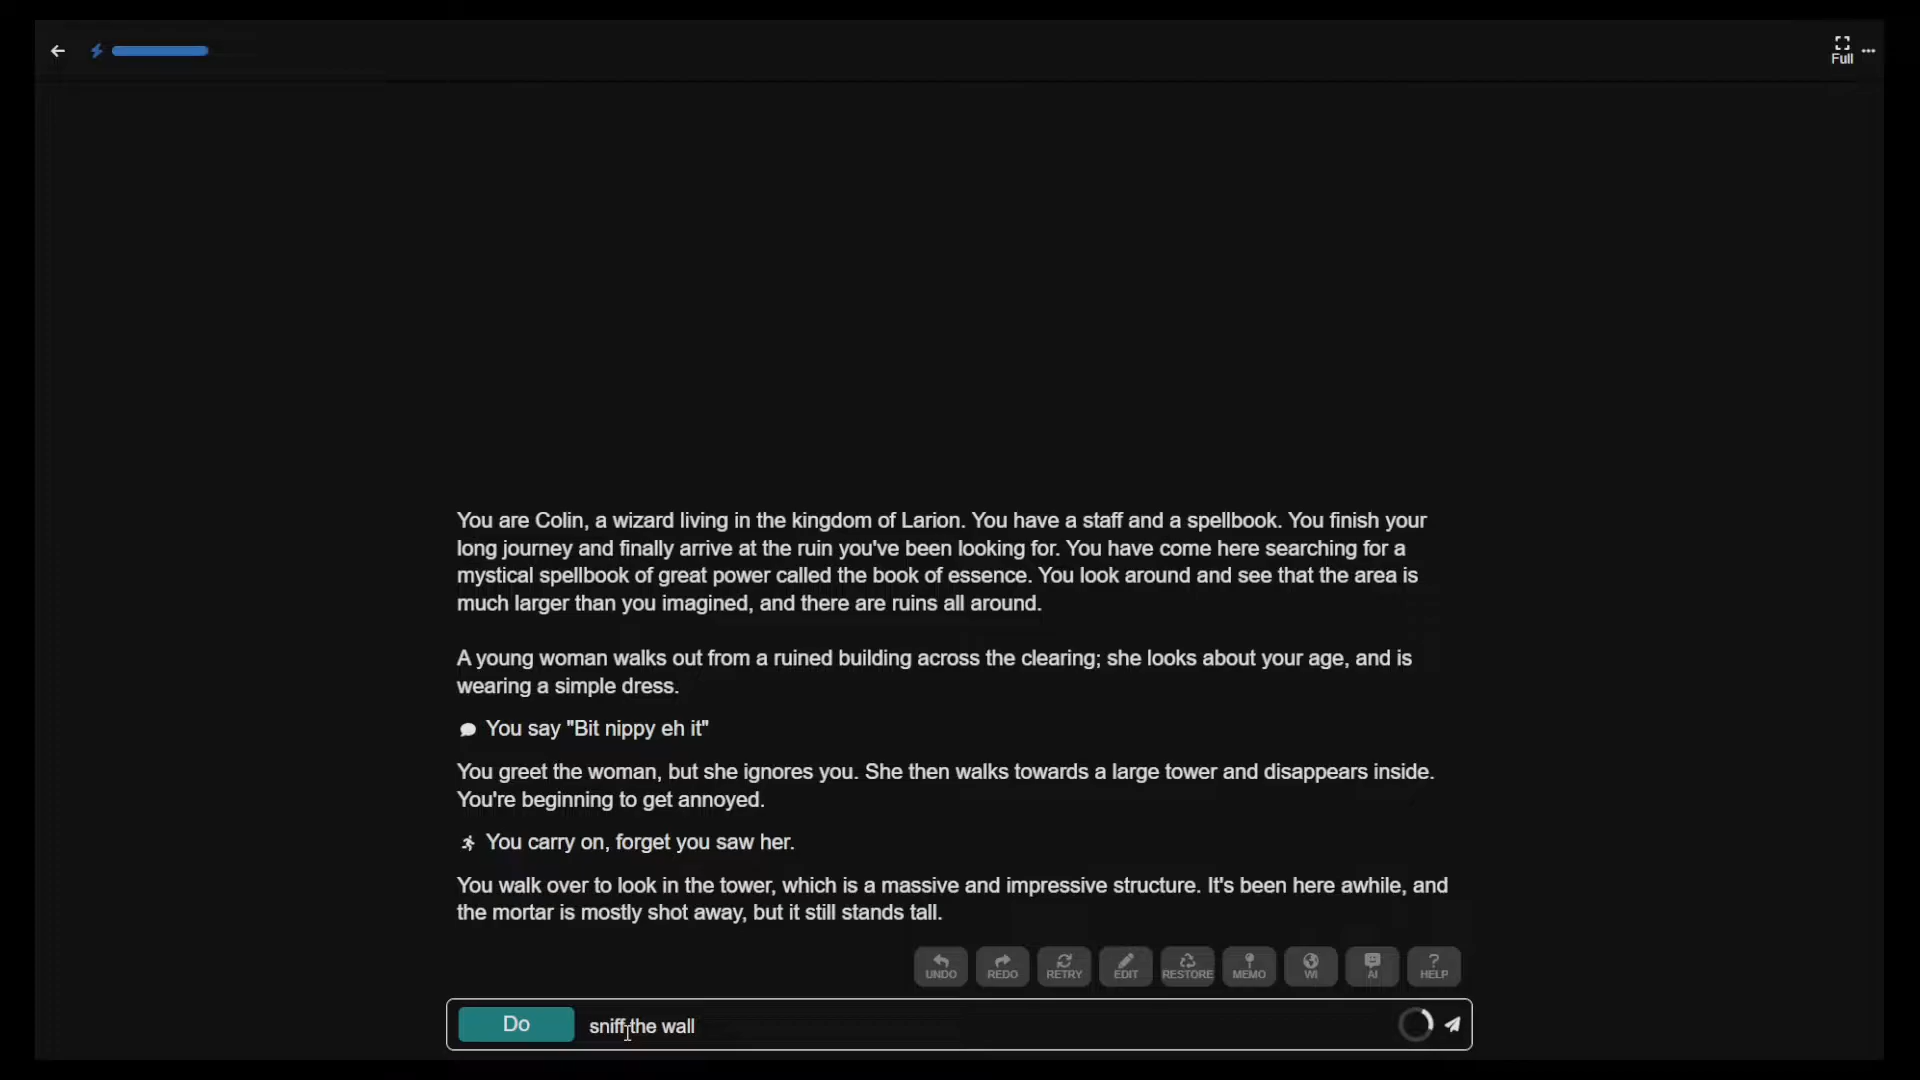 Full
You are Colin, a wizard living in the kingdom of Larion. You have a staff and a spellbook. You finish your
long journey and finally arrive at the ruin you've been looking for. You have come here searching for a
mystical spellbook of great power called the book of essence. You look around and see that the area is
much larger than you imagined, and there are ruins all around.
A young woman walks out from a ruined building across the clearing; she looks about your age, and is
wearing a simple dress.
You say "Bit nippy eh it"
You greet the woman, but she ignores you. She then walks towards a large tower and disappears inside.
You're beginning to get annoyed.
You carry on, forget you saw her.
You walk over to look in the tower, which is a massive and impressive structure. It's been here awhile, and
the mortar is mostly shot away, but it still stands tall.
UNDO REDO RETRY EDIT RESTORE MEMO WI AI HELP
Do sniff the wall